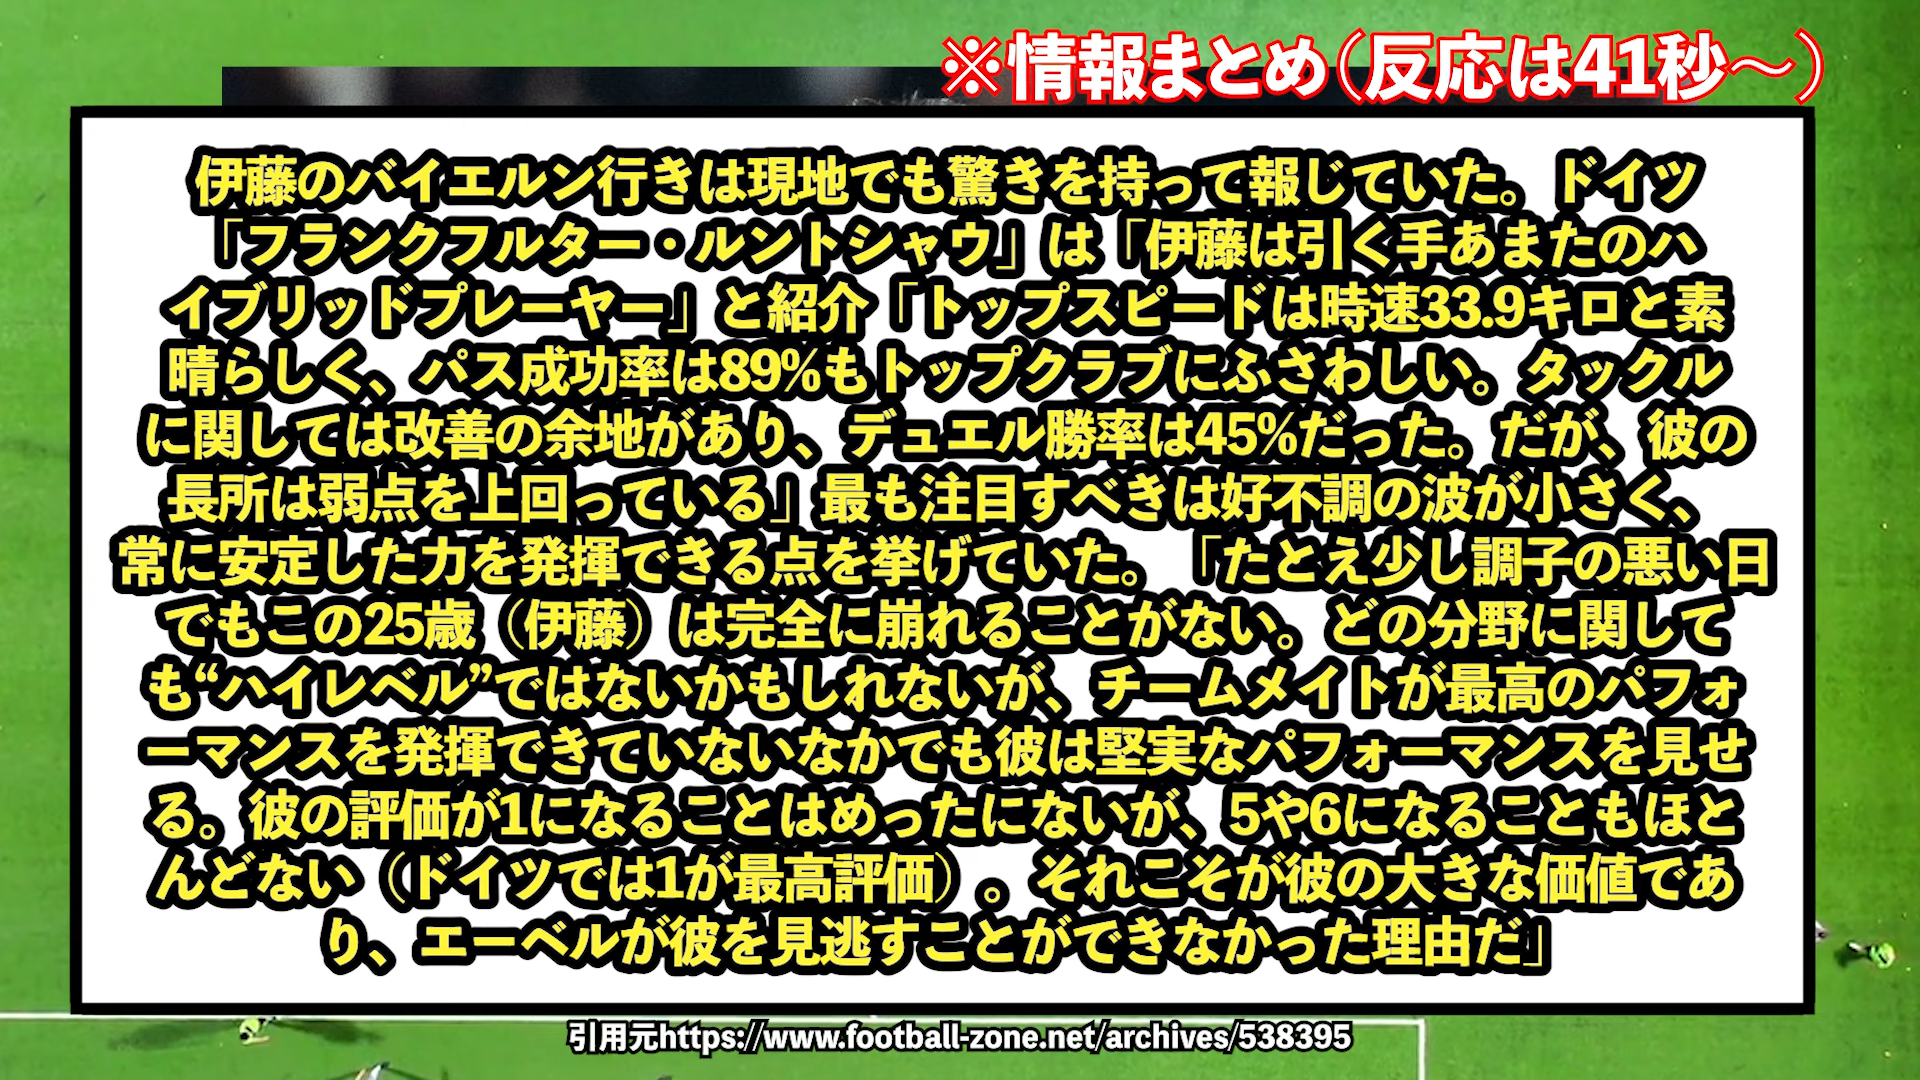 ※情報まとめ（反応は41秒～）
伊藤のバイエルン行きは現地でも驚きを持って報じていた。ドイツ
「フランクフルター・ルントシャウ」は「伊藤は引く手あまたのハ
イブリッドプレーヤー」と紹介「トップスピードは時速33.9キロと素
晴らしく、パス成功率は89%もトップクラブにふさわしい。タックル
に関しては改善の余地があり、デュエル勝率は45%だった。だが、彼の
長所は弱点を上回っている」最も注目すべきは好不調の波が小さく、
常に安定した力を発揮できる点を挙げていた。「たとえ少し調子の悪い日
でもこの25歳（伊藤）は完全に崩れることがない。どの分野に関して
も“ハイレベル”ではないかもしれないが、チームメイトが最高のパフォ
ーマンスを発揮できていないなかでも彼は堅実なパフォーマンスを見せ
る。彼の評価が1になることはめったにないが、5や6になることもほと
んどない（ドイツでは1が最高評価）。それこそが彼の大きな価値であ
り、エーベルが彼を見逃すことができなかった理由だ」
引用元https://www.football-zone.net/archives/538395